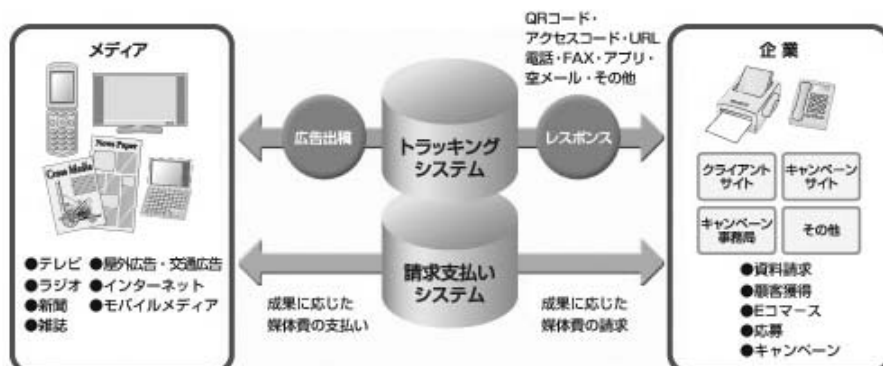 メディア
News Paper
Cross Media
●テレビ ●屋外広告・交通広告
●ラジオ ●インターネット
●新聞 ●モバイルメディア
●雑誌
広告出稿
トラッキング
システム
レスポンス
QRコード・
アクセスコード・URL
電話・FAX・アプリ・
空メール・その他
請求支払い
システム
成果に応じた
媒体費の支払い
成果に応じた
媒体費の請求
企業
クライアント
サイト
キャンペーン
サイト
キャンペーン
事務局
その他
●資料請求
●顧客獲得
●Eコマース
●応募
●キャンペーン